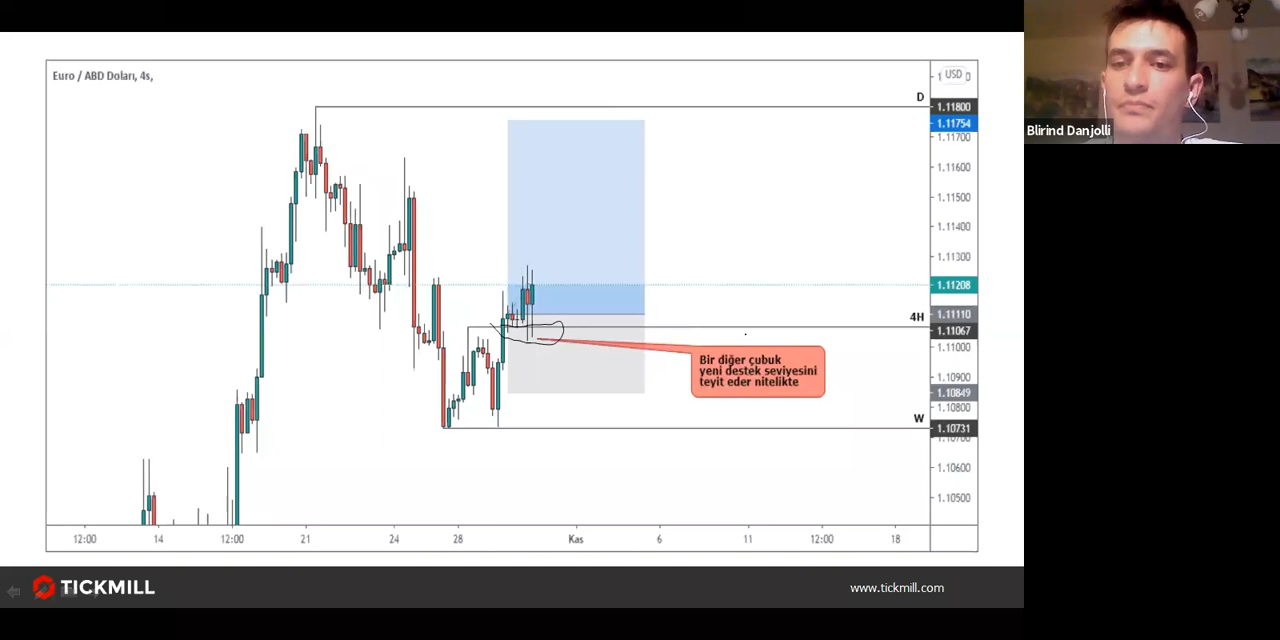 Euro / ABD Doları, 4s,
USD
D
1.11800
1.11754
1.11700
1.11600
1.11500
1.11400
1.11300
1.11208
4H
1.11110
1.11067
1.11000
1.10900
1.10849
1.10800
W
1.10731
1.10700
1.10600
1.10500
Bir diğer çubuk
yeni destek seviyesini
teyit eder nitelikte
12:00 14 12:00 21 24 28 Kas 6 11 12:00 18
TICKMILL
www.tickmill.com
Blirind Danjolli